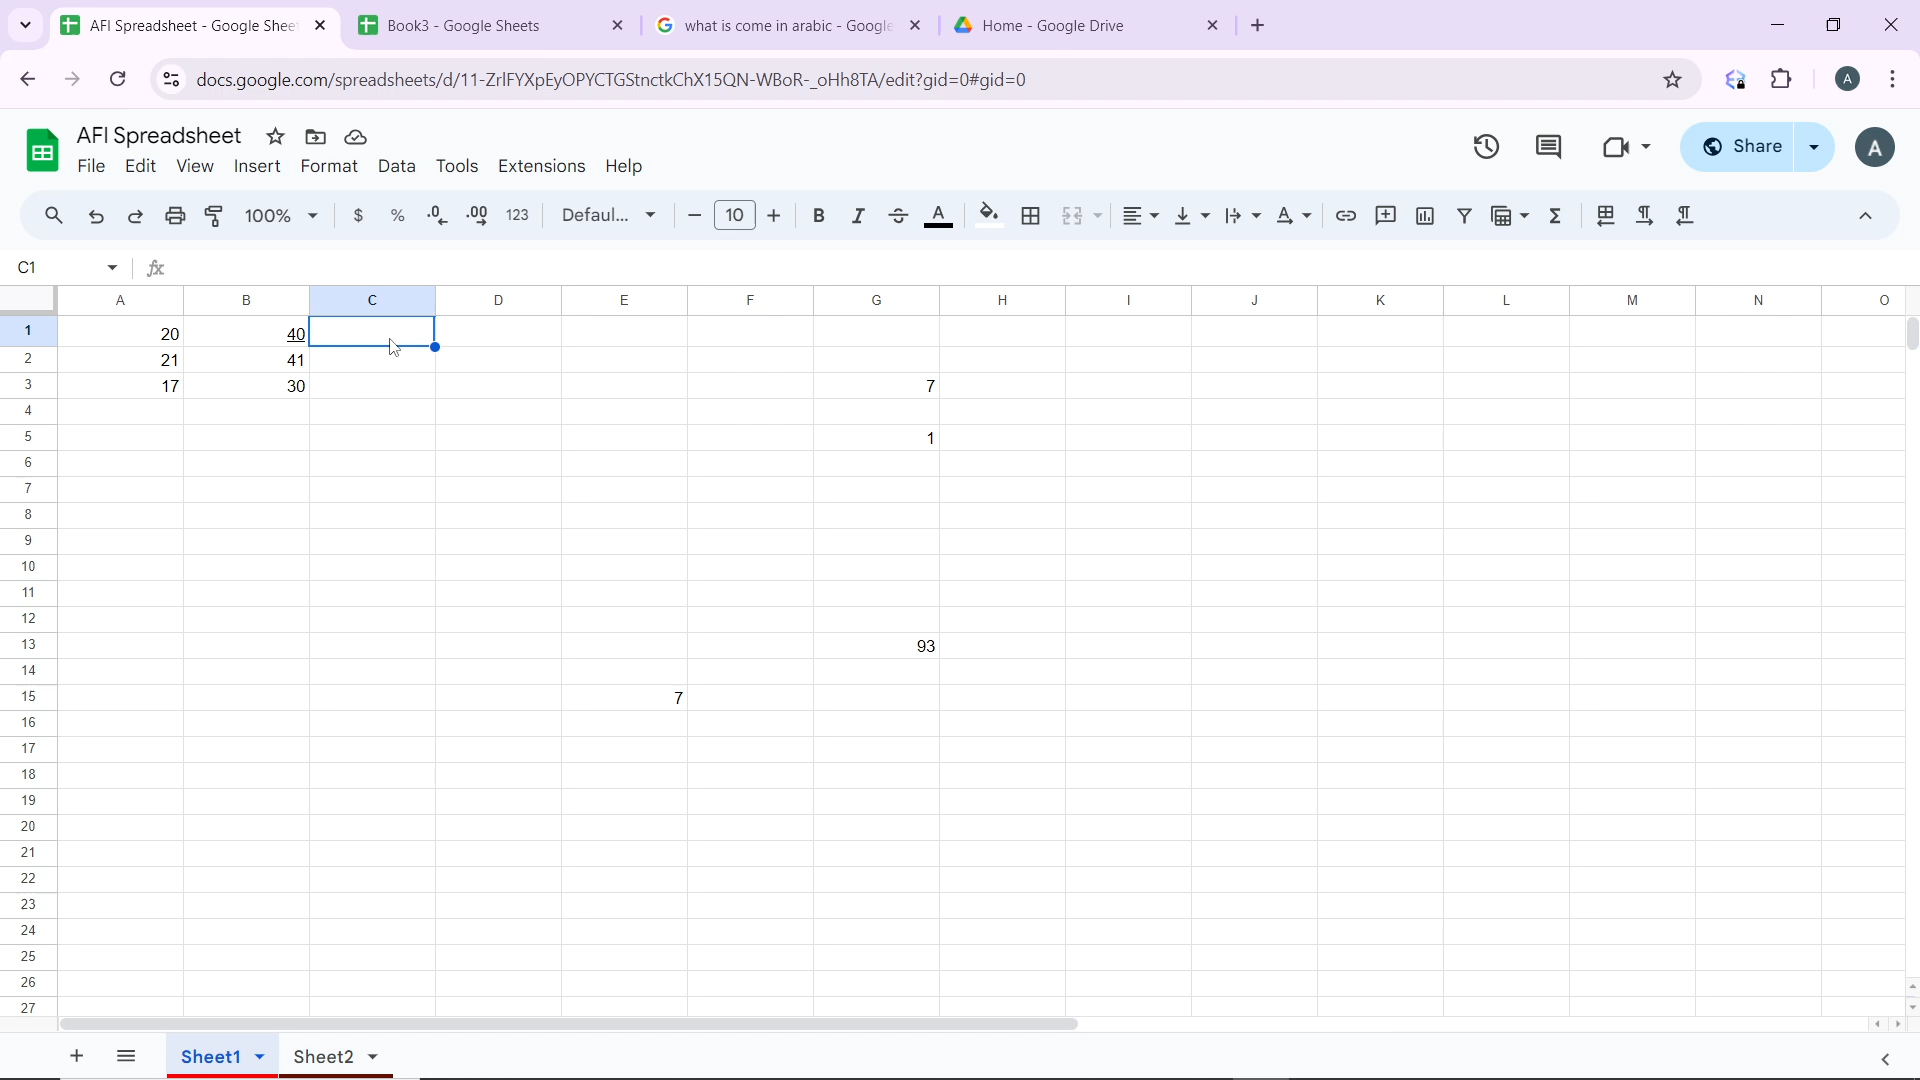 AFI Spreadsheet - Google Shee
Book3 - Google Sheets
what is come in arabic - Google
Home - Google Drive
docs.google.com/spreadsheets/d/11-ZrlFYXpEyOPYCTGStnctkChX15QN-WBoR-_oHh8TA/edit?gid=0#gid=0
A
AFI Spreadsheet
Share
A
File Edit View Insert Format Data Tools Extensions Help
100% $ % .0 .00 123 Defaul... 10 B I A
C1 fx
A B C D E F G H I J K L M N O
1 20 40
2 21 41
3 17 30 7
4
5 1
6
7
8
9
10
11
12
13 93
14
15 7
16
17
18
19
20
21
22
23
24
25
26
27
Sheet1 Sheet2